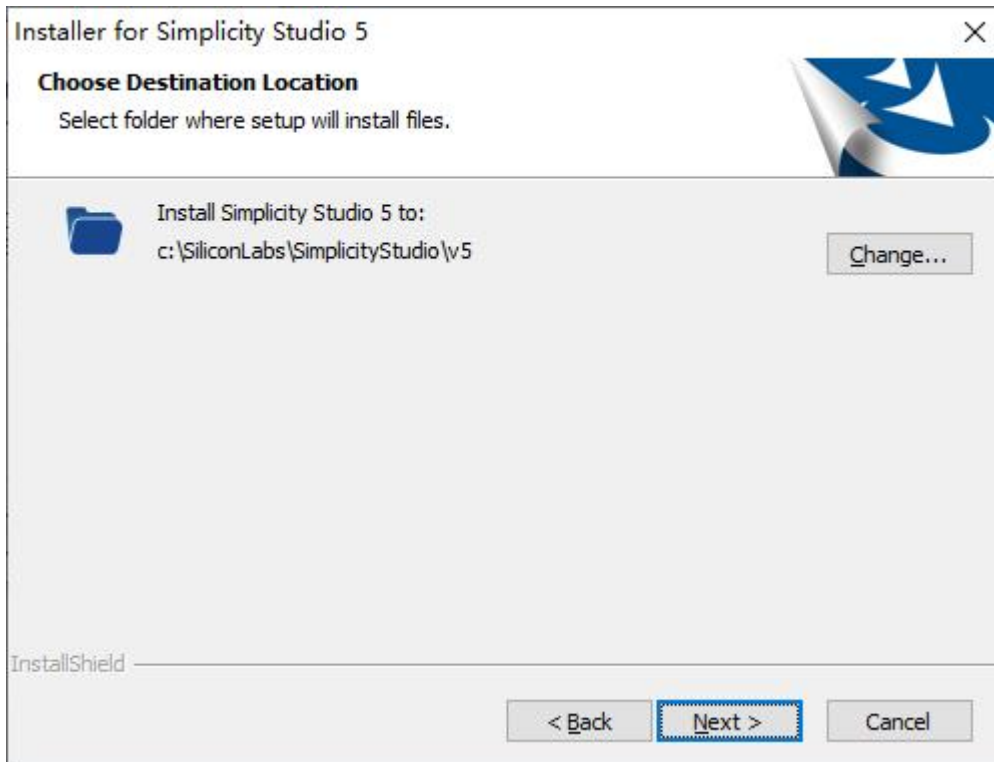 Installer for Simplicity Studio 5
Choose Destination Location
Select folder where setup will install files.
Install Simplicity Studio 5 to:
c:\SiliconLabs\SimplicityStudio\v5
Change...
InstallShield
< Back
Next >
Cancel